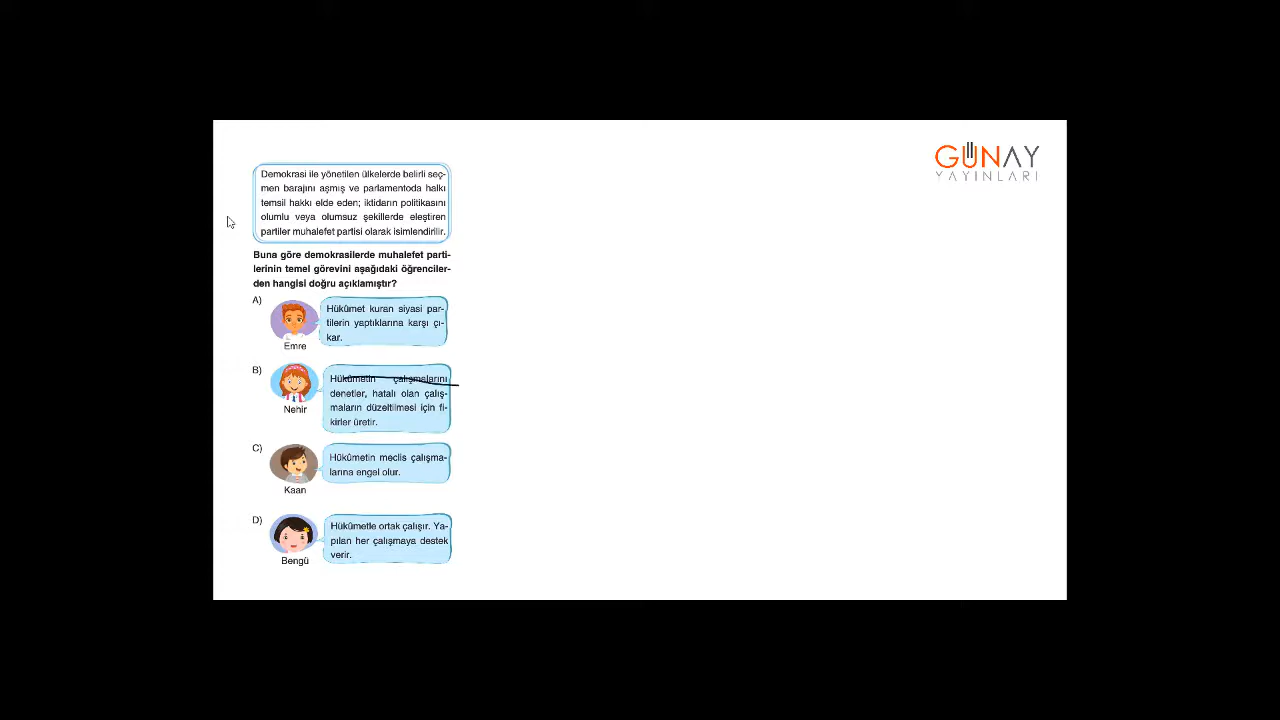 GÜNAY
YAYINLARI
Demokrasi ile yönetilen ülkelerde belirli seç-
men barajını aşmış ve parlamentoda halkı
temsil hakkı elde eden; iktidarın politikasını
olumlu veya olumsuz şekillerde eleştiren
partiler muhalefet partisi olarak isimlendirilir.
Buna göre demokrasilerde muhalefet parti-
lerinin temel görevini aşağıdaki öğrenciler-
den hangisi doğru açıklamıştır?
A)
Hükûmet kuran siyasi par-
tilerin yaptıklarına karşı çı-
kar.
Emre
B)
Hükûmetin çalışmalarını
denetler, hatalı olan çalış-
maların düzeltilmesi için fi-
kirler üretir.
Nehir
C)
Hükûmetin meclis çalışma-
larına engel olur.
Kaan
D)
Hükûmetle ortak çalışır. Ya-
pılan her çalışmaya destek
verir.
Bengü